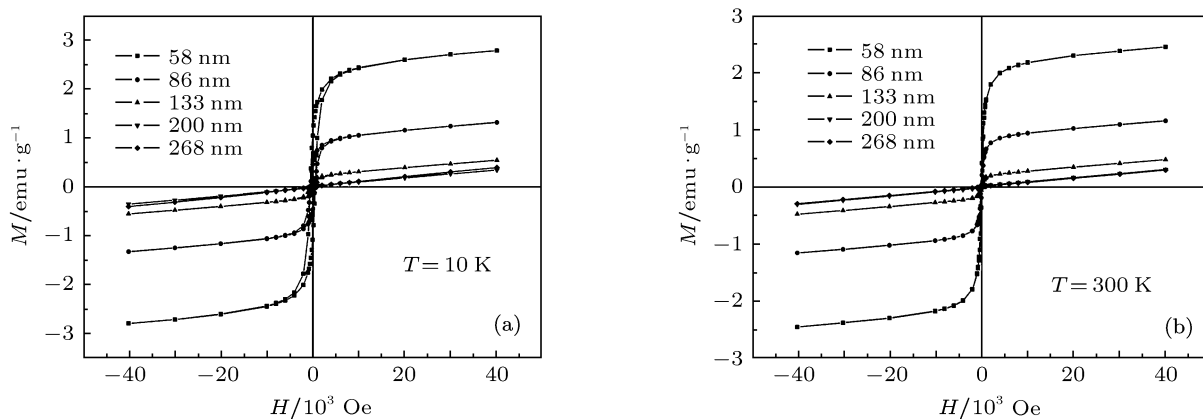 3
2
1
0
−1
−2
−3
M/emu·g⁻¹
58 nm
86 nm
133 nm
200 nm
268 nm
T = 10 K
(a)
−40
−20
0
20
40
H/10³ Oe
3
2
1
0
−1
−2
−3
M/emu·g⁻¹
58 nm
86 nm
133 nm
200 nm
268 nm
T = 300 K
(b)
−40
−20
0
20
40
H/10³ Oe